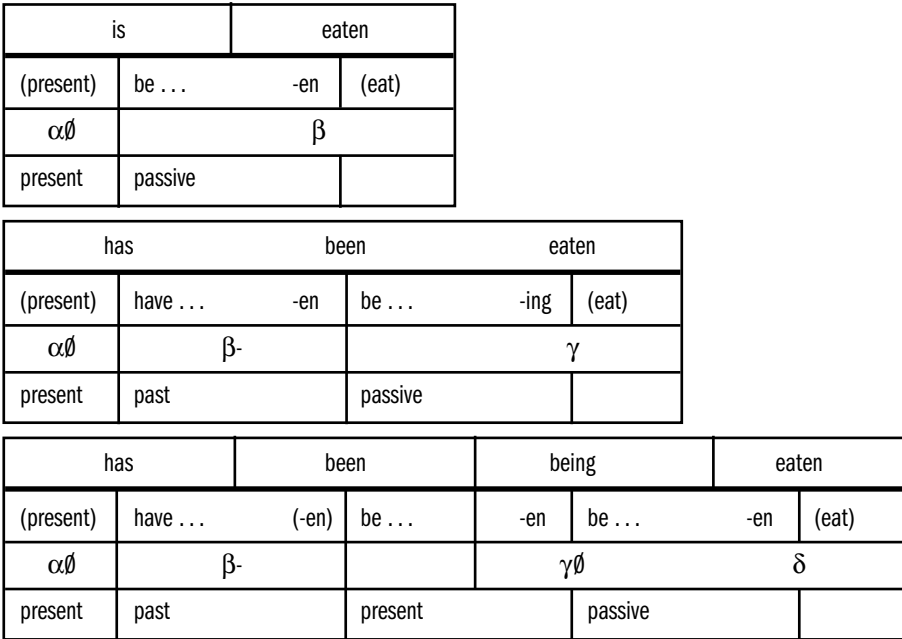 is eaten
(present) be . . . -en (eat)
αØ β
present passive
has been eaten
(present) have . . . -en be . . . -ing (eat)
αØ β- γ
present past passive
has been being eaten
(present) have . . . (-en) be . . . -en be . . . -en (eat)
αØ β- γØ δ
present past present passive